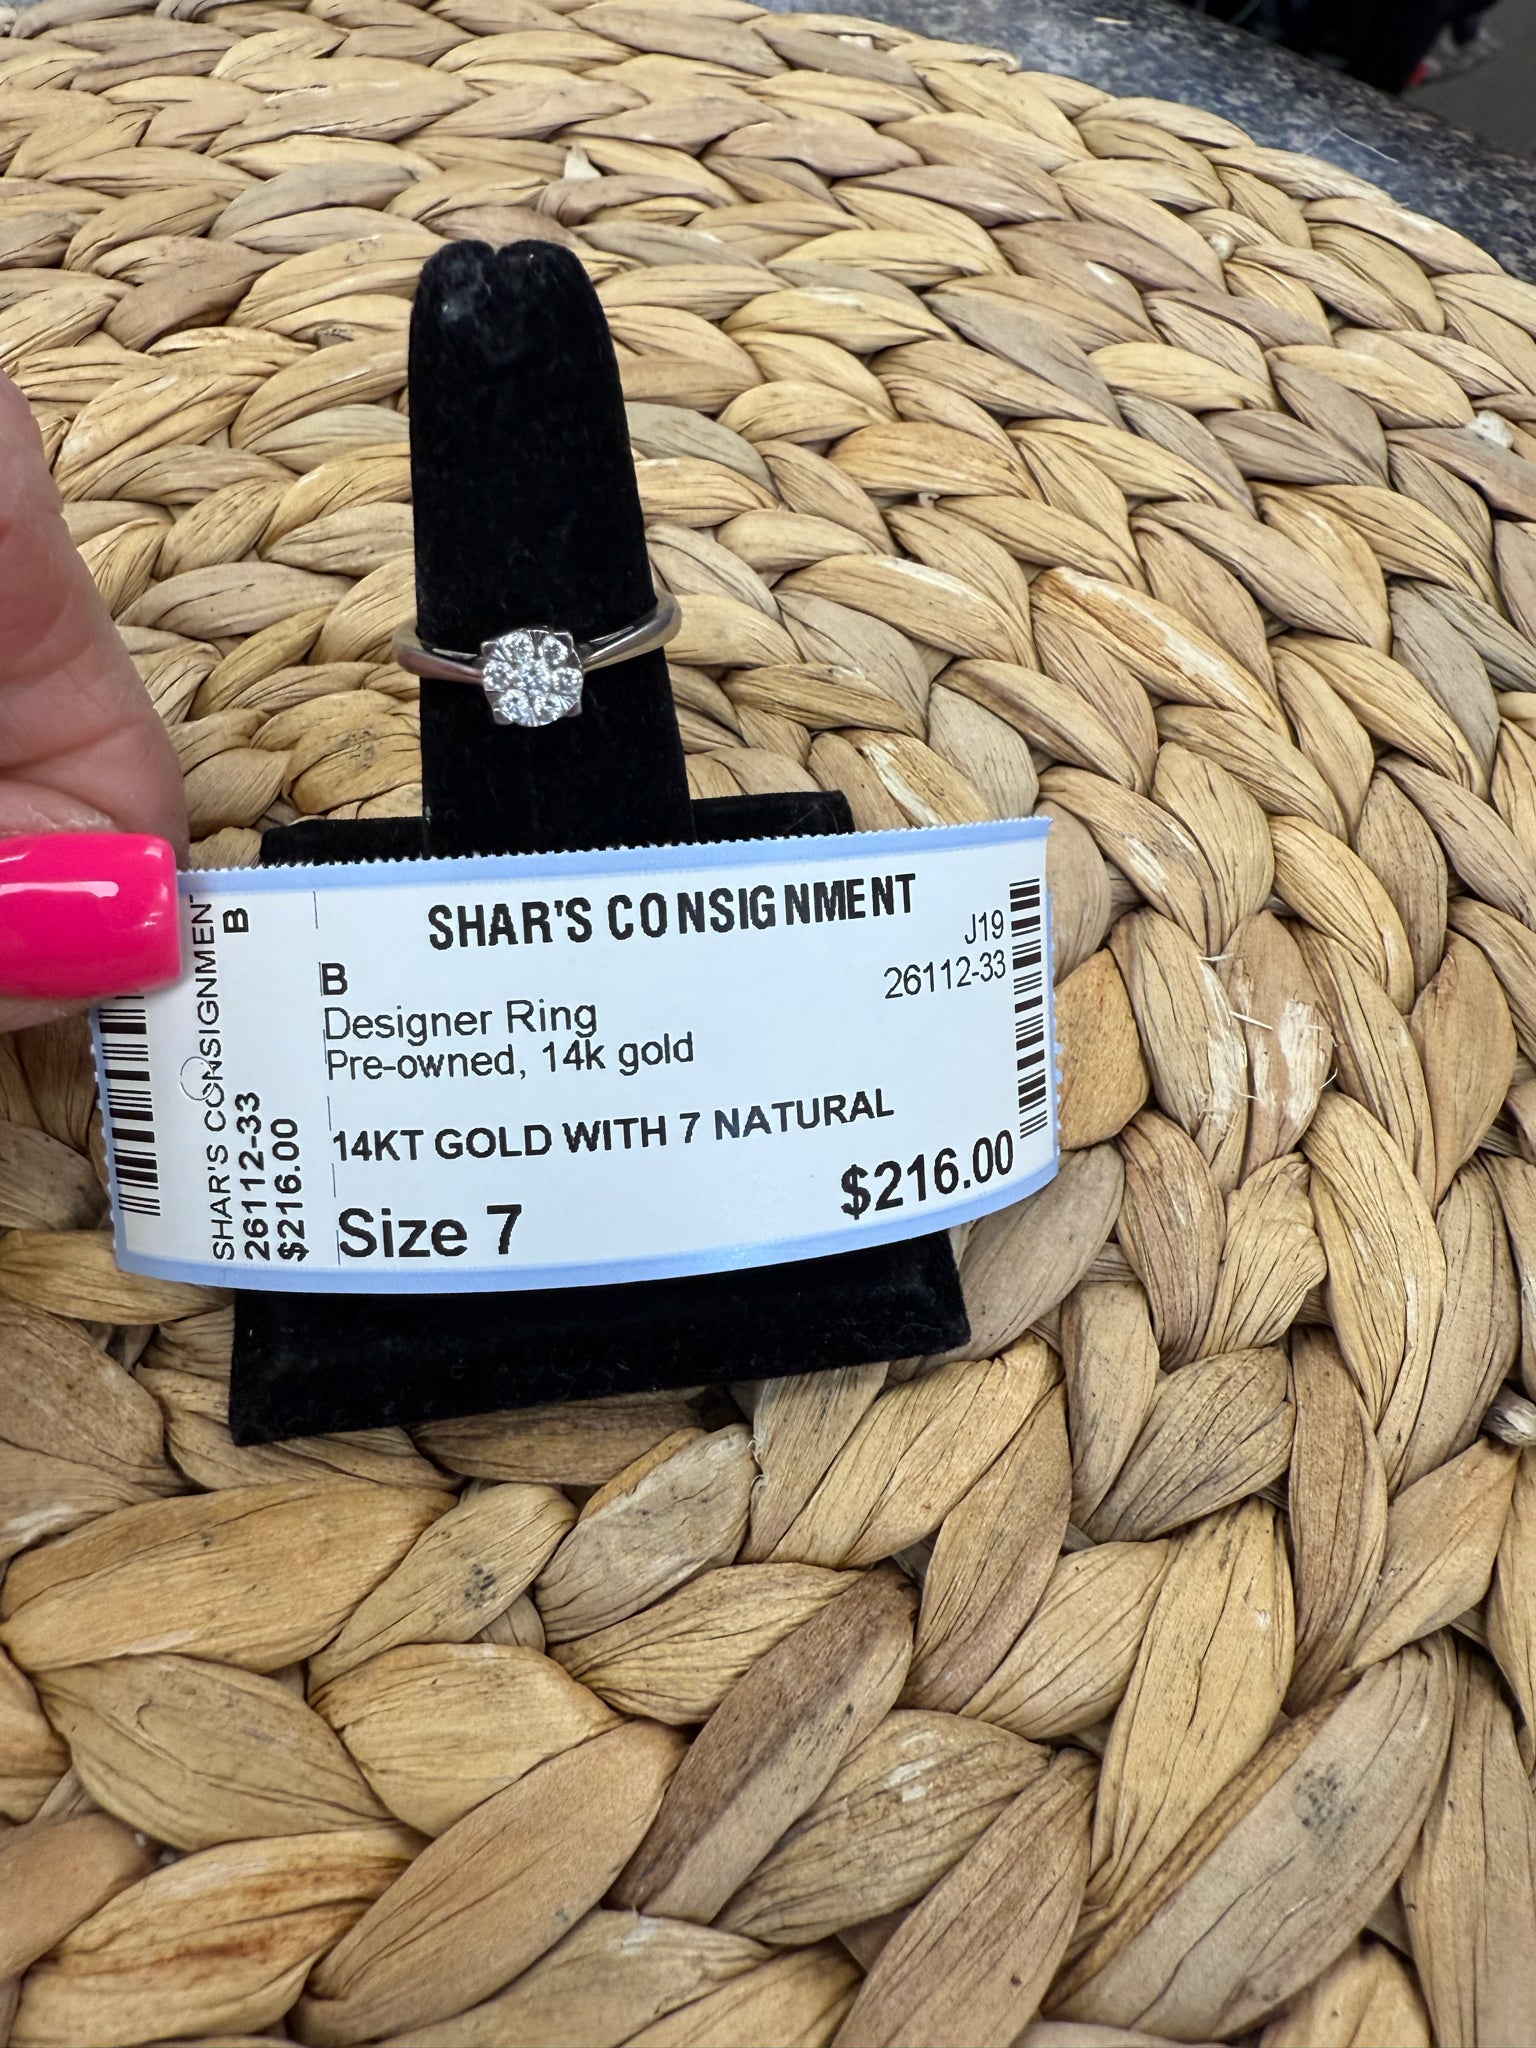 SHAR'S CONSIGNMENT
B
26112-33
$216.00
SHAR'S CONSIGNMENT
J19
B
26112-33
Designer Ring
Pre-owned, 14k gold
14KT GOLD WITH 7 NATURAL
$216.00
Size 7